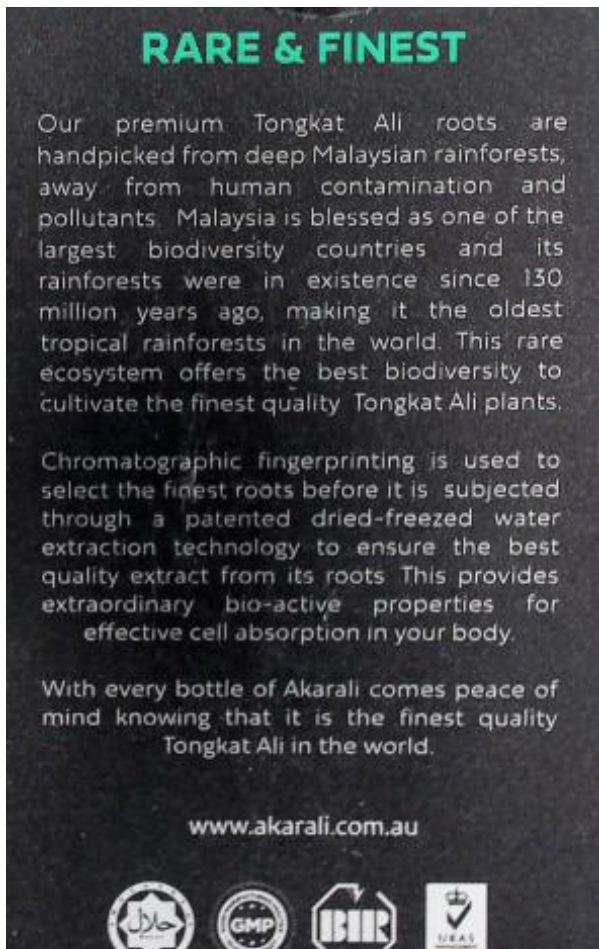 RARE & FINEST
Our premium Tongkat Ali roots are
handpicked from deep Malaysian rainforests,
away from human contamination and
pollutants. Malaysia is blessed as one of the
largest biodiversity countries and its
rainforests were in existence since 130
million years ago, making it the oldest
tropical rainforests in the world. This rare
ecosystem offers the best biodiversity to
cultivate the finest quality Tongkat Ali plants.
Chromatographic fingerprinting is used to
select the finest roots before it is subjected
through a patented dried-freezed water
extraction technology to ensure the best
quality extract from its roots This provides
extraordinary bio-active properties for
effective cell absorption in your body.
With every bottle of Akarali comes peace of
mind knowing that it is the finest quality
Tongkat Ali in the world.
www.akarali.com.au
حلال GMP BIR UKAS